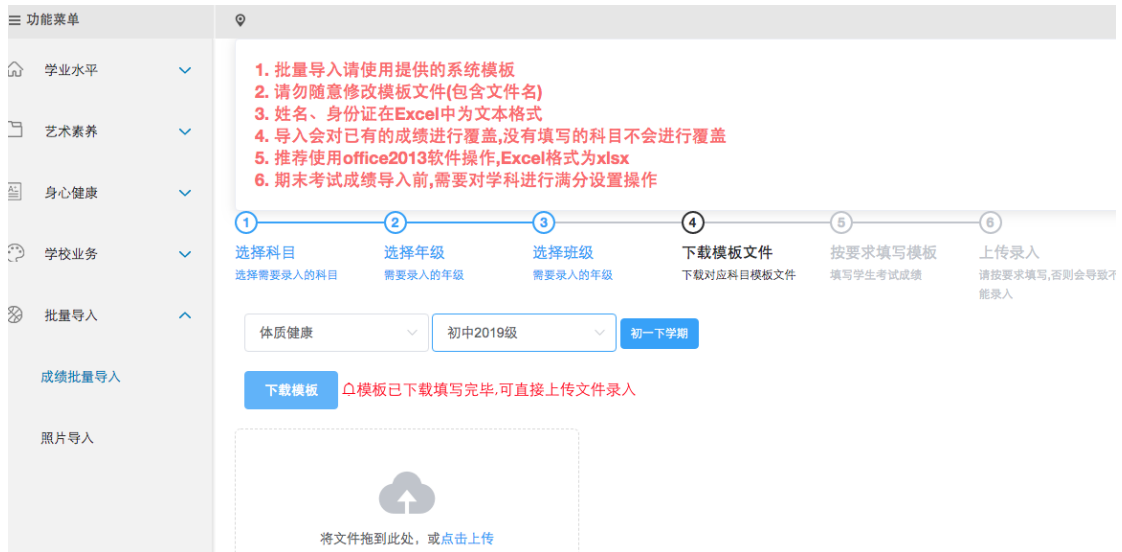 功能菜单
学业水平
艺术素养
身心健康
学校业务
批量导入
成绩批量导入
照片导入
1. 批量导入请使用提供的系统模板
2. 请勿随意修改模板文件(包含文件名)
3. 姓名、身份证在Excel中为文本格式
4. 导入会对已有的成绩进行覆盖,没有填写的科目不会进行覆盖
5. 推荐使用office2013软件操作,Excel格式为xlsx
6. 期末考试成绩导入前,需要对学科进行满分设置操作
1 2 3 4 5 6
选择科目 选择年级 选择班级 下载模板文件 按要求填写模板 上传录入
选择需要录人的科目 需要录人的年级 需要录入的年级 下载对应科目模板文件 填写学生考试成绩 请按要求填写,否则会导致不
能录入
体质健康 初中2019级 初一下学期
下载模板 模板已下载填写完毕,可直接上传文件录入
将文件拖到此处，或点击上传